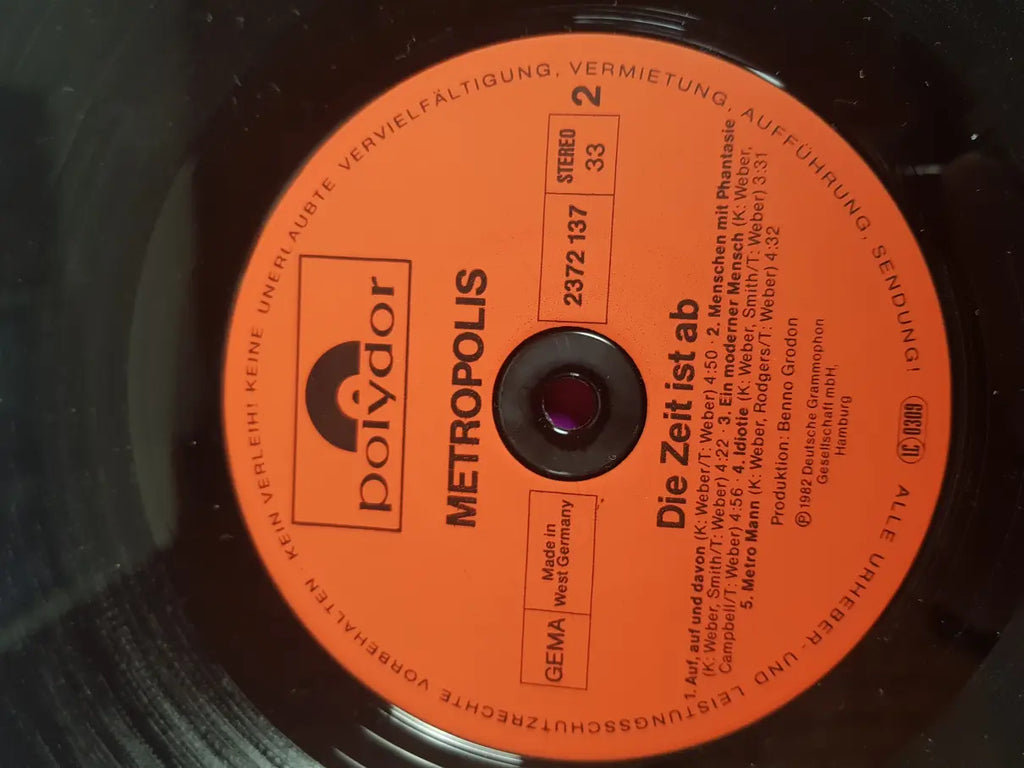 KEIN VERLEIH! KEINE UNERLAUBTE VERVIELFÄLTIGUNG, VERMIETUNG, AUFFÜHRUNG, SENDUNG!
polydor
METROPOLIS
GEMA
Made in
West Germany
2372 137
STEREO
33
2
Die Zeit ist ab
1. Auf, auf und davon (K: Weber/T: Weber) 4:50 · 2. Menschen mit Phantasie
(K: Weber, Smith/T: Weber) 4:22 · 3. Ein moderner Mensch (K: Weber,
Campbell/T: Weber) 4:56 · 4. Idiotie (K: Weber, Smith/T: Weber) 3:31
5. Metro Mann (K: Weber, Rodgers/T: Weber) 4:32
Produktion: Benno Grodon
℗ 1982 Deutsche Grammophon
Gesellschaft mbH,
Hamburg
LC 0309
ALLE URHEBER- UND LEISTUNGSSCHUTZRECHTE VORBEHALTEN ·